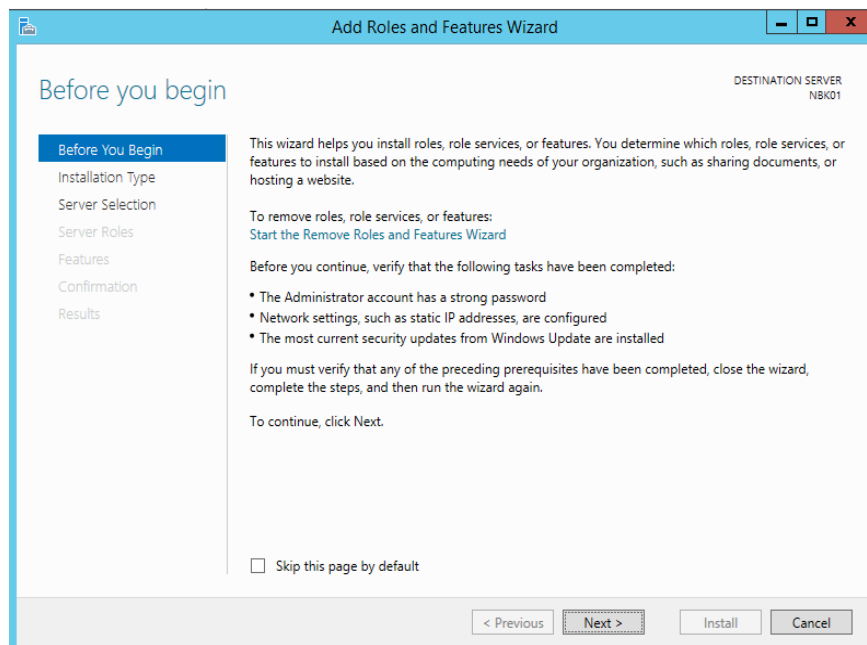 Add Roles and Features Wizard
Before you begin
DESTINATION SERVER
NBK01
Before You Begin
Installation Type
Server Selection
Server Roles
Features
Confirmation
Results
This wizard helps you install roles, role services, or features. You determine which roles, role services, or
features to install based on the computing needs of your organization, such as sharing documents, or
hosting a website.
To remove roles, role services, or features:
Start the Remove Roles and Features Wizard
Before you continue, verify that the following tasks have been completed:
• The Administrator account has a strong password
• Network settings, such as static IP addresses, are configured
• The most current security updates from Windows Update are installed
If you must verify that any of the preceding prerequisites have been completed, close the wizard,
complete the steps, and then run the wizard again.
To continue, click Next.
Skip this page by default
< Previous
Next >
Install
Cancel